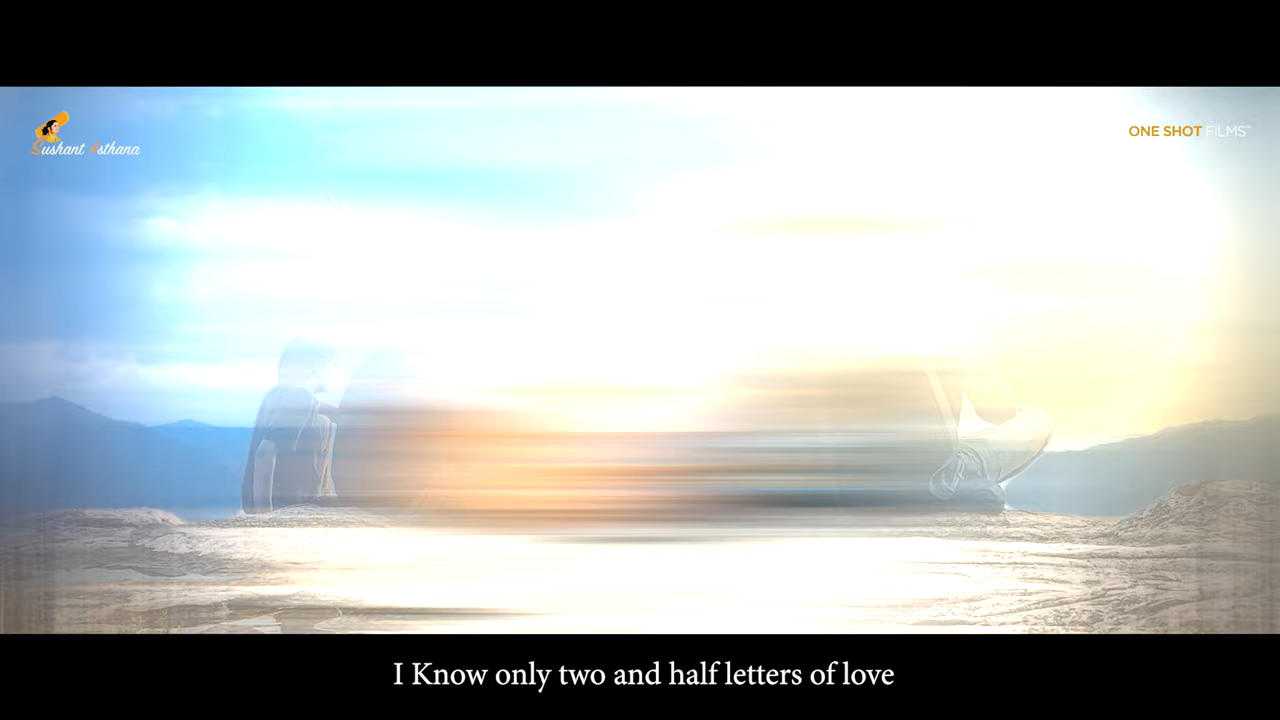 Sushant Asthana
ONE SHOT FiLMS
I Know only two and half letters of love